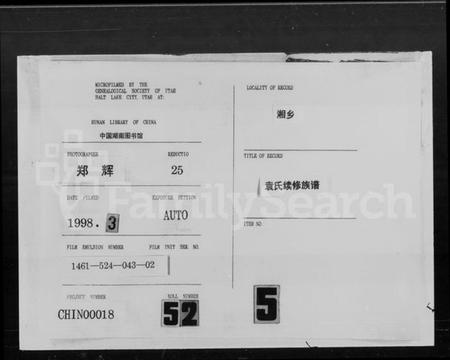 MICROFILMED BY THE
GENEALOGICAL SOCIETY OF UTAH
SALT LAKE CITY, UTAH AT:
HUNAN LIBRARY OF CHINA
中国湖南图书馆
PHOTOGRAPHER REDUCTIO
郑 辉 25
DATE FILMED EXPOSURE SETTION
1998. 3 AUTO
FILM EMULSION NUMBER FILM UNIT SER NO.
1461-524-043-02
PROJECT NUMBER ROLL NUMBER
CHIN00018 52
LOCALITY OF RECORD
湘乡
TITLE OF RECORD
袁氏续修族谱
ITEM NO.
5
FamilySearch